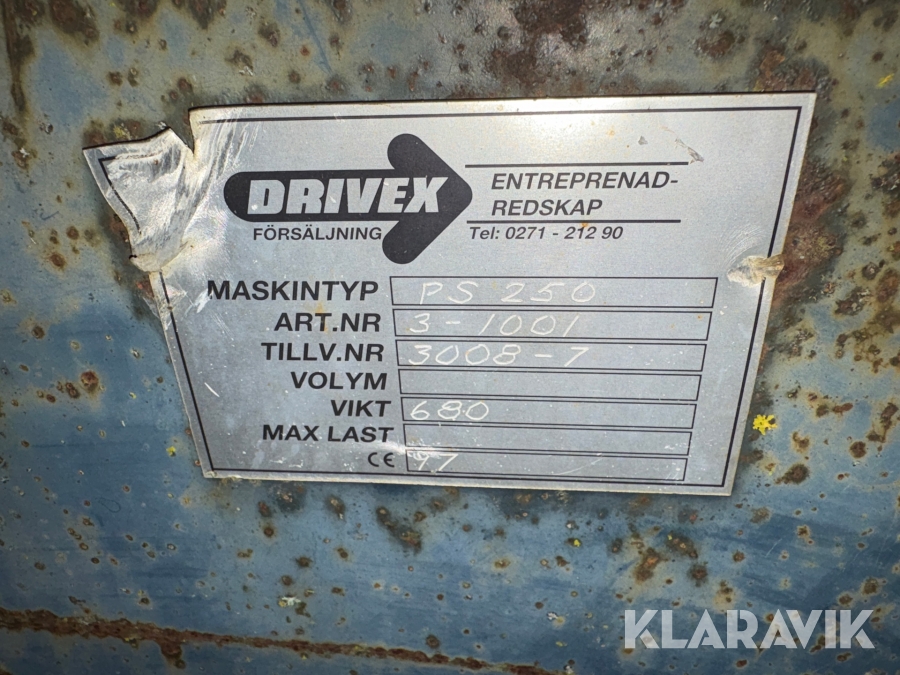 DRIVEX
FÖRSÄLJNING
ENTREPRENAD-
REDSKAP
Tel: 0271 - 212 90
MASKINTYP PS 250
ART.NR 3-1001
TILLV.NR 3008-7
VOLYM
VIKT 680
MAX LAST
CE 97
KLARAVIK